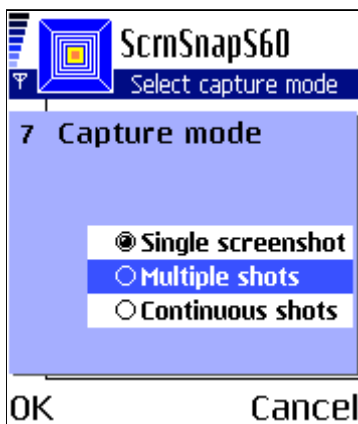 ScrnSnapS60
Select capture mode
7 Capture mode
Single screenshot
Multiple shots
Continuous shots
OK Cancel